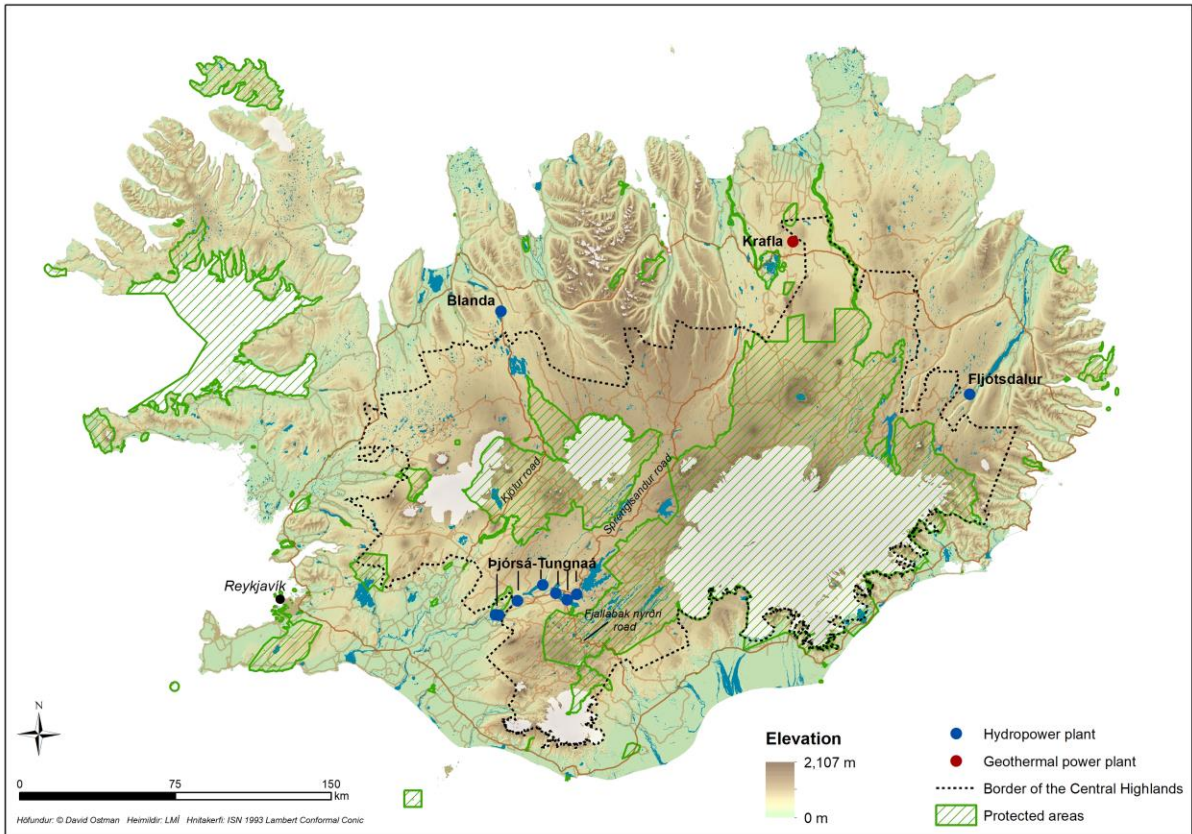 Krafla
Blanda
Fljótsdalur
Kjölur road
Sprengisandur road
Þjórsá-Tungnaá
Reykjavík
Fjallabak nyrðri
road
N
Elevation
2,107 m
0 m
Hydropower plant
Geothermal power plant
Border of the Central Highlands
Protected areas
0 75 150
km
Höfundur: © David Ostman Heimildir: LMÍ Hnitakerfi: ISN 1993 Lambert Conformal Conic